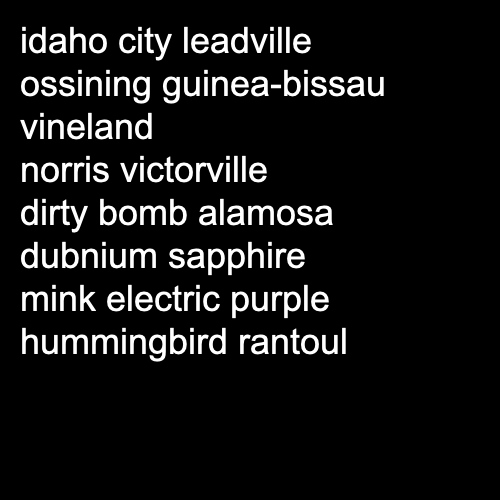 idaho city leadville
ossining guinea-bissau
vineland
norris victorville
dirty bomb alamosa
dubnium sapphire
mink electric purple
hummingbird rantoul